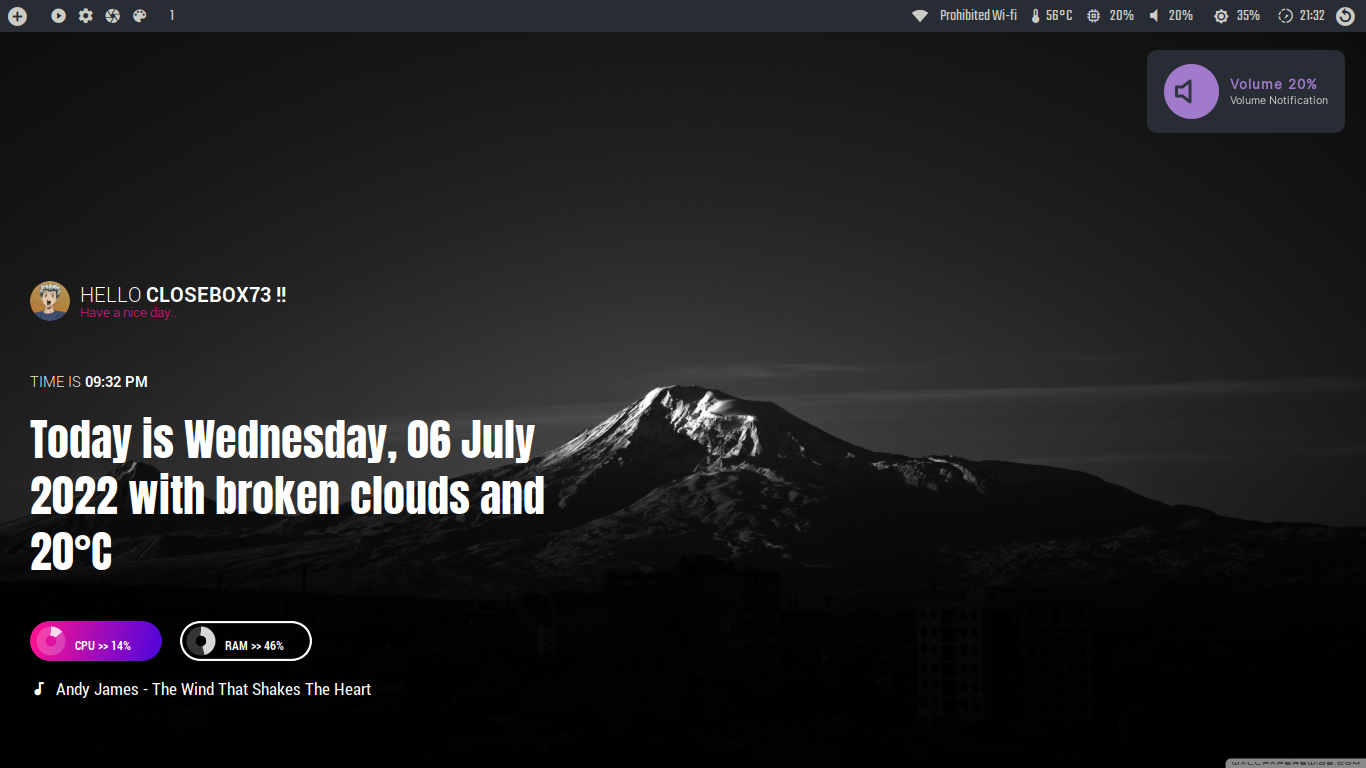 1
Prohibited Wi-fi 56°C 20% 20% 35% 21:32
Volume 20%
Volume Notification
HELLO CLOSEBOX73 !!
Have a nice day...
TIME IS 09:32 PM
Today is Wednesday, 06 July
2022 with broken clouds and
20°C
CPU >> 14% RAM >> 46%
Andy James - The Wind That Shakes The Heart
WALLPAPERSWIDE.COM